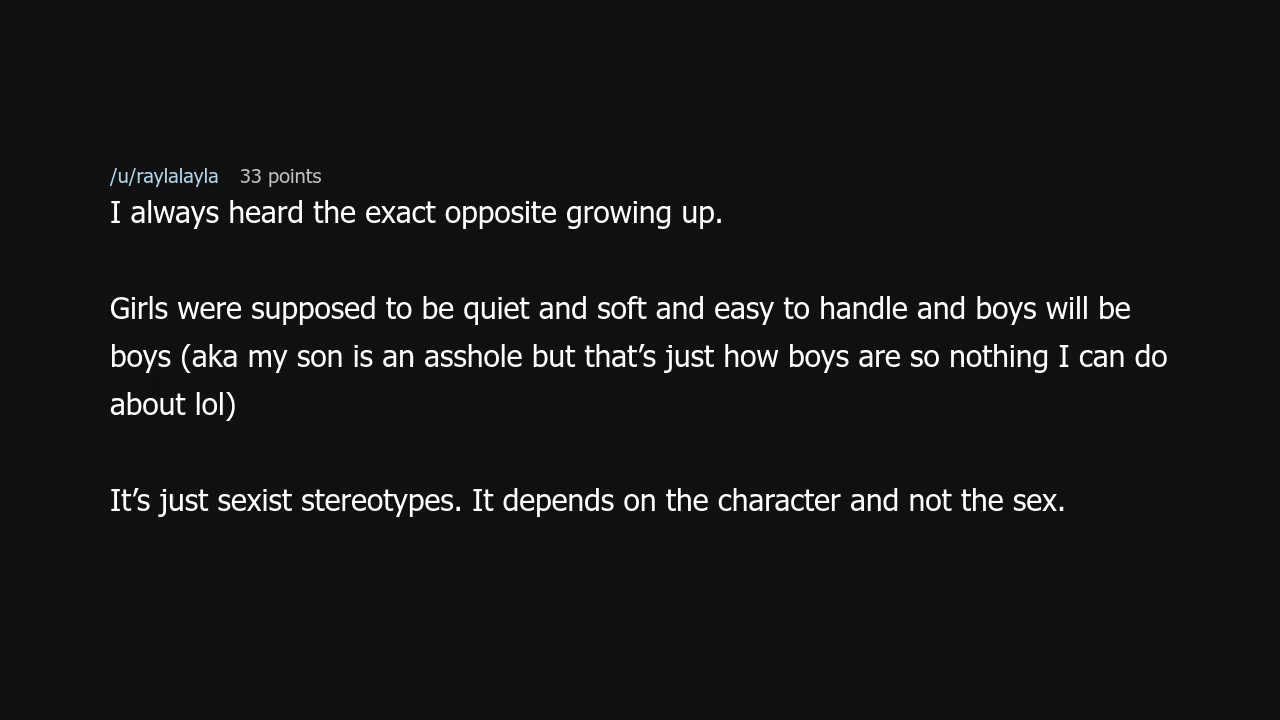 /u/raylalayla 33 points
I always heard the exact opposite growing up.
Girls were supposed to be quiet and soft and easy to handle and boys will be
boys (aka my son is an asshole but that’s just how boys are so nothing I can do
about lol)
It’s just sexist stereotypes. It depends on the character and not the sex.